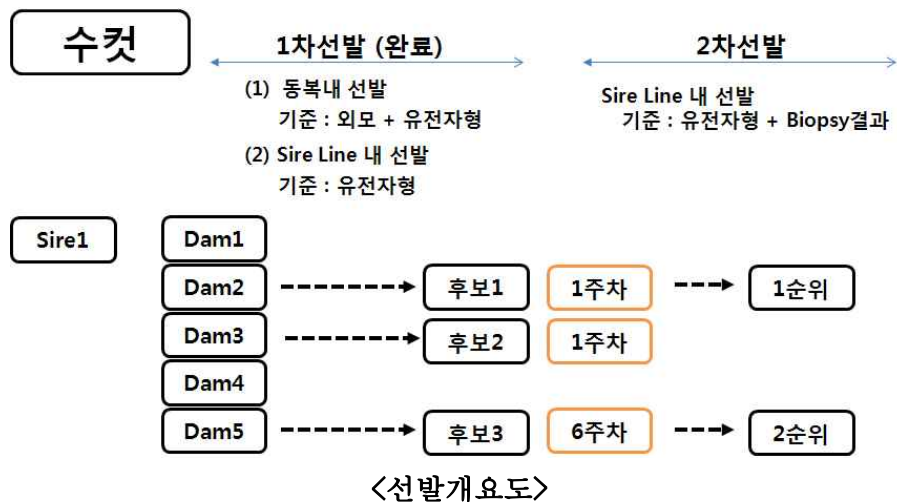 수컷
1차선발 (완료)
2차선발
(1) 동복내 선발
기준 : 외모 + 유전자형
(2) Sire Line 내 선발
기준 : 유전자형
Sire Line 내 선발
기준 : 유전자형 + Biopsy결과
Sire1
Dam1
Dam2
후보1
1주차
1순위
Dam3
후보2
1주차
Dam4
Dam5
후보3
6주차
2순위
<선발개요도>